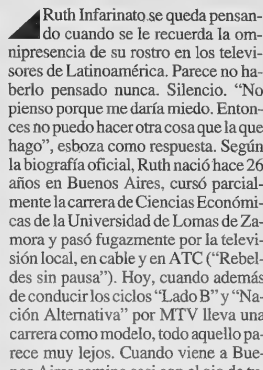 Ruth Infarinato se queda pensan-
do cuando se le recuerda la om-
nipresencia de su rostro en los televi-
sores de Latinoamérica. Parece no ha-
berlo pensado nunca. Silencio. "No
pienso porque me daría miedo. Enton-
ces no puedo hacer otra cosa que la que
hago", esboza como respuesta. Según
la biografía oficial, Ruth nació hace 26
años en Buenos Aires, cursó parcial-
mente la carrera de Ciencias Económi-
cas de la Universidad de Lomas de Za-
mora y pasó fugazmente por la televi-
sión local, en cable y en ATC ("Rebel-
des sin pausa"). Hoy, cuando además
de conducir los ciclos "Lado B" y "Na-
ción Alternativa" por MTV lleva una
carrera como modelo, todo aquello pa-
rece muy lejos. Cuando viene a Bue-